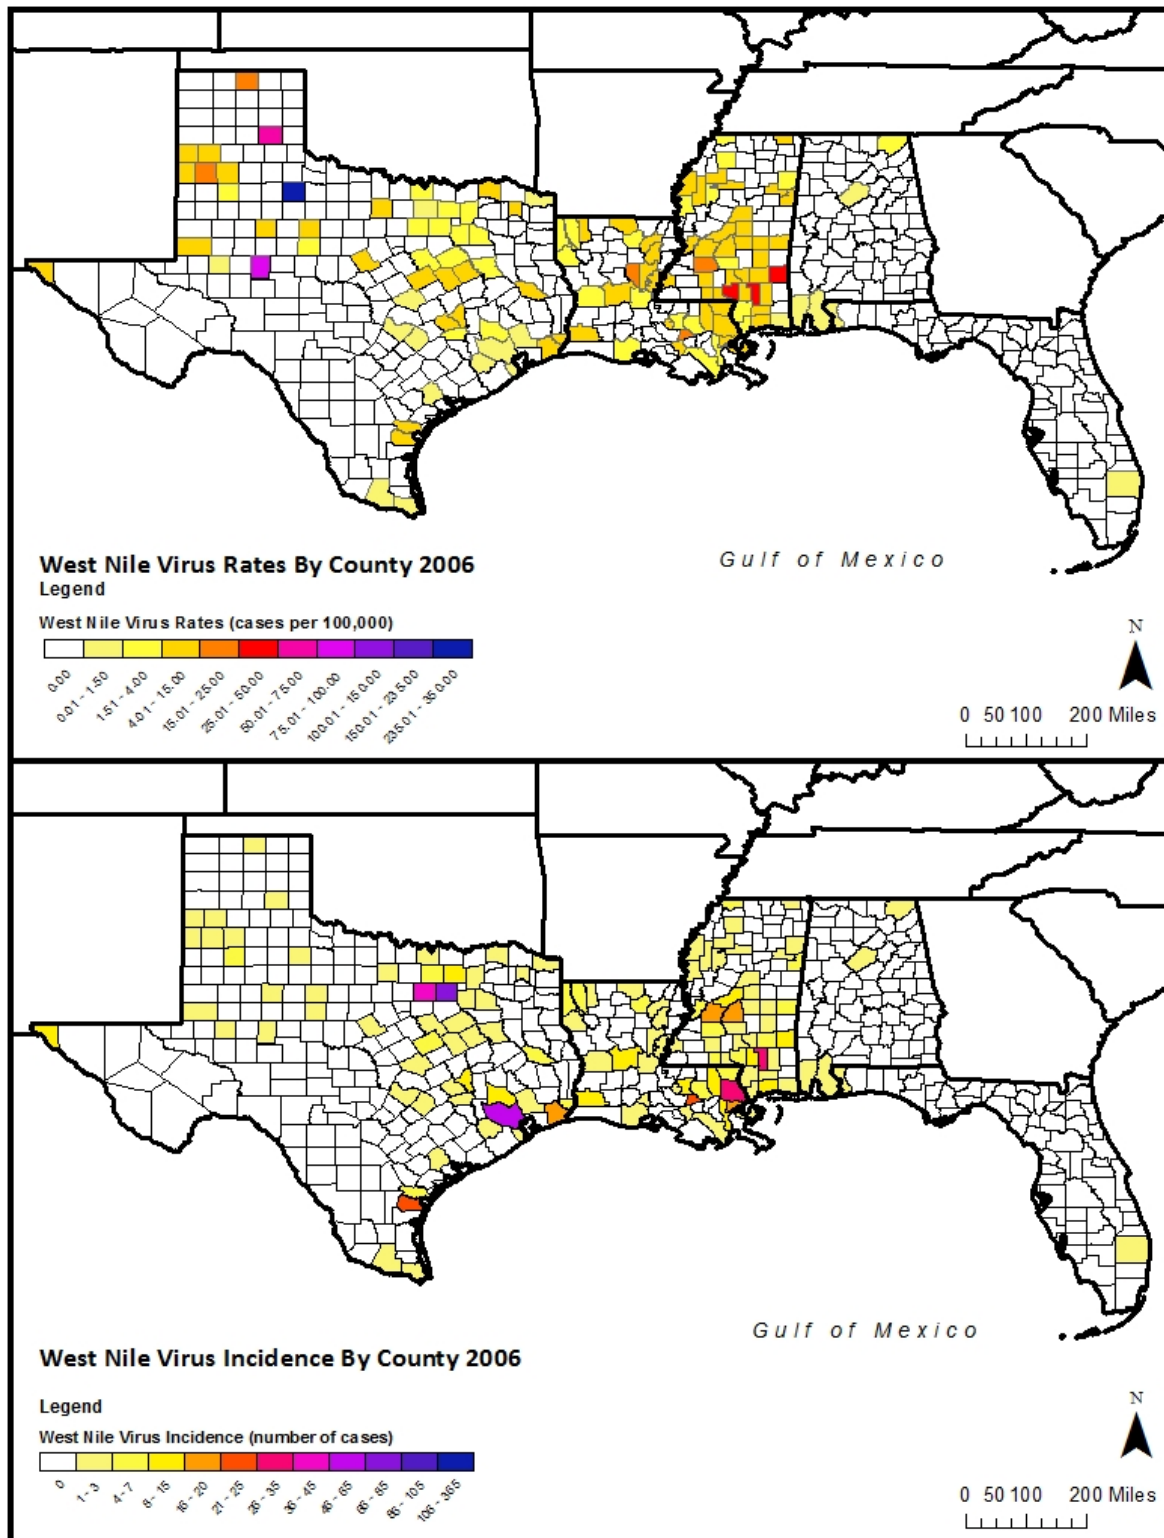 Gulf of Mexico
West Nile Virus Rates By County 2006
Legend
West Nile Virus Rates (cases per 100,000)
0.00
0.01 - 1.50
1.51 - 4.00
4.01 - 15.00
15.01 - 25.00
25.01 - 50.00
50.01 - 75.00
75.01 - 100.00
100.01 - 150.00
150.01 - 235.00
235.01 - 350.00
N
0 50 100 200 Miles
Gulf of Mexico
West Nile Virus Incidence By County 2006
Legend
West Nile Virus Incidence (number of cases)
0
1 - 3
4 - 7
8 - 15
16 - 20
21 - 25
26 - 35
36 - 45
46 - 65
66 - 85
86 - 105
106 - 365
N
0 50 100 200 Miles